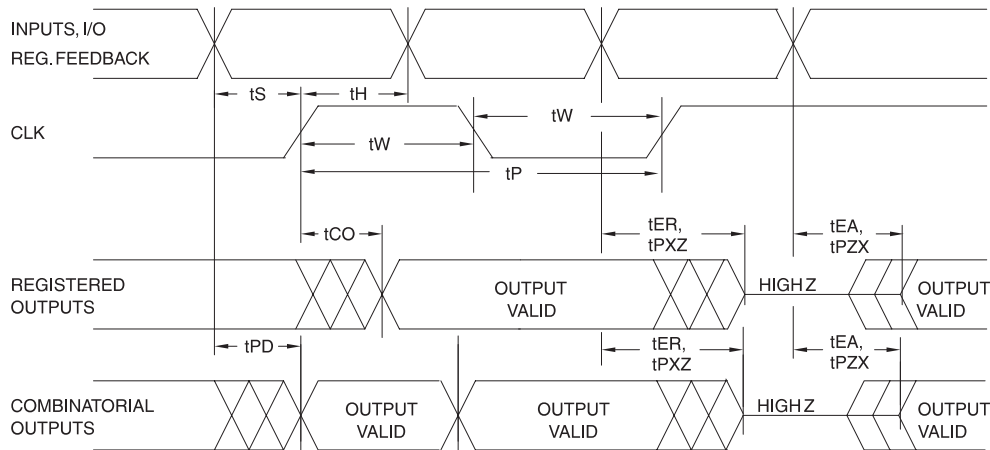 INPUTS, I/O
REG. FEEDBACK
tS
tH
CLK
tW
tW
tP
tCO
tER,
tPXZ
tEA,
tPZX
REGISTERED
OUTPUTS
OUTPUT
VALID
HIGH Z
OUTPUT
VALID
tPD
tER,
tPXZ
tEA,
tPZX
COMBINATORIAL
OUTPUTS
OUTPUT
VALID
OUTPUT
VALID
HIGH Z
OUTPUT
VALID